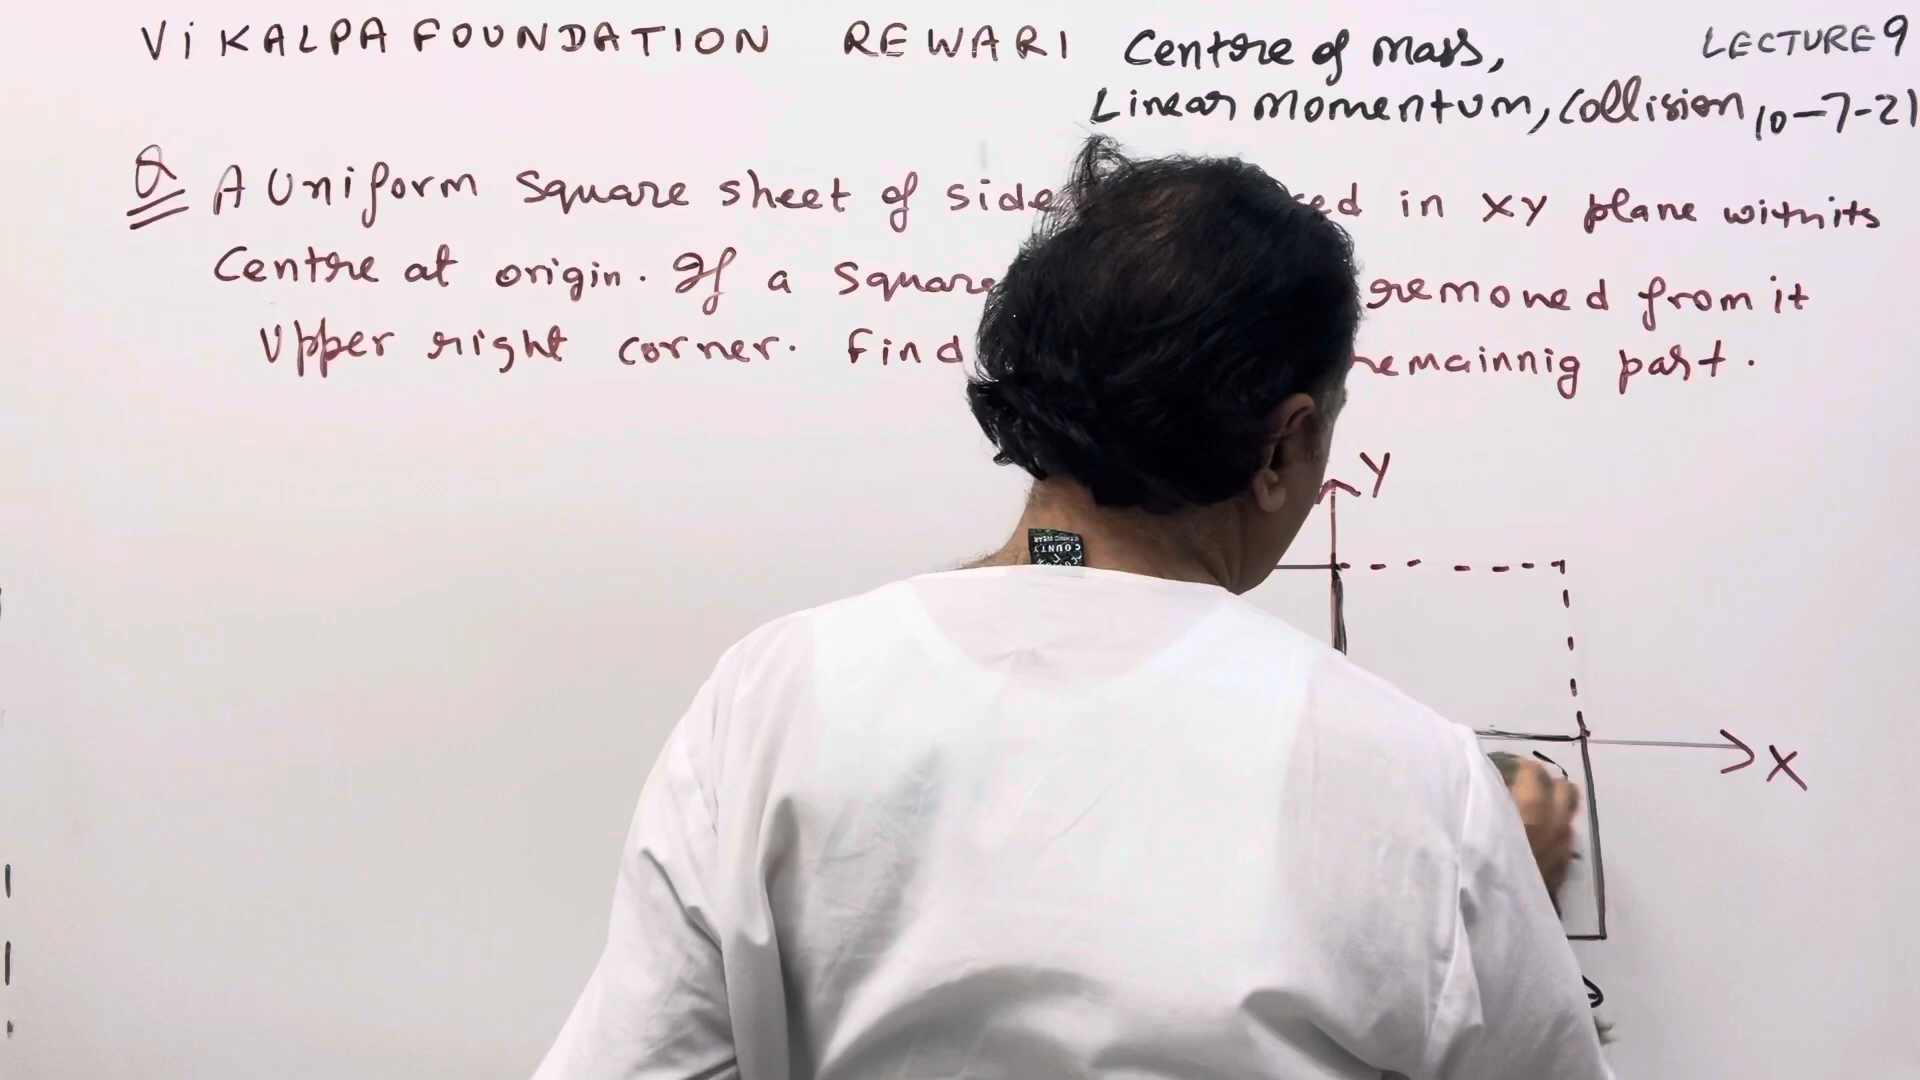 ViKALPA FOUNDATION REWARI Centre of mass, LECTURE 9
Linear momentum, Collision 10-7-21
Q A Uniform square sheet of side in xy plane with its
Centre at origin. If a square removed from it
Upper right corner. Find remainnig part.
Y
X
COUNTY